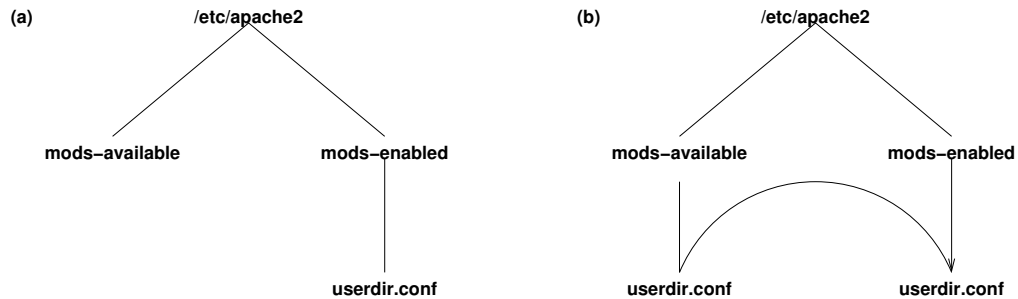 (a)
/etc/apache2
mods−available
mods−enabled
userdir.conf
(b)
/etc/apache2
mods−available
mods−enabled
userdir.conf
userdir.conf